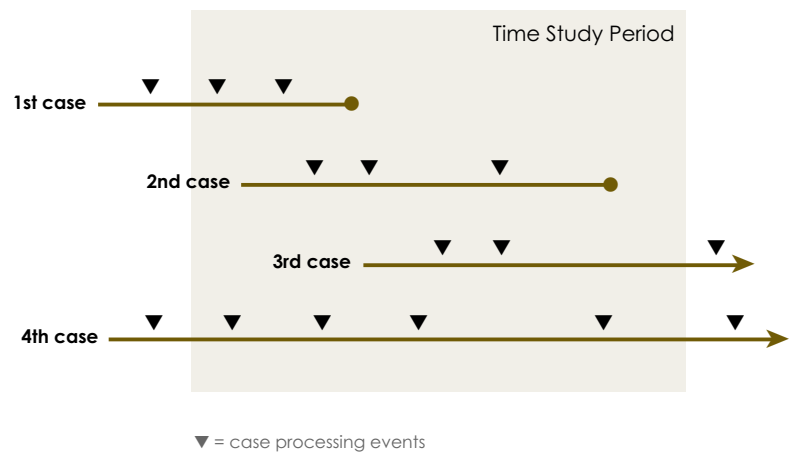 Time Study Period
1st case
2nd case
3rd case
4th case
▼ = case processing events